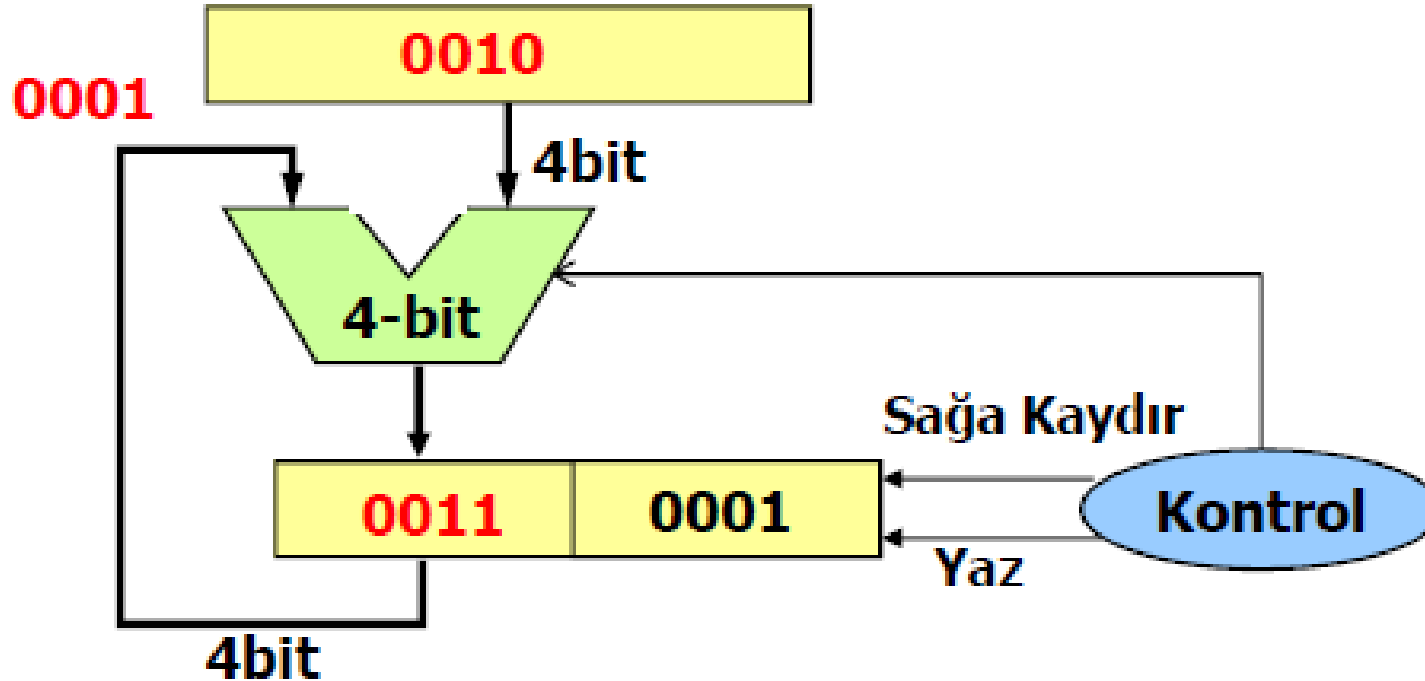 0010
0001
4bit
4-bit
Sağa Kaydır
0011
0001
Kontrol
Yaz
4bit